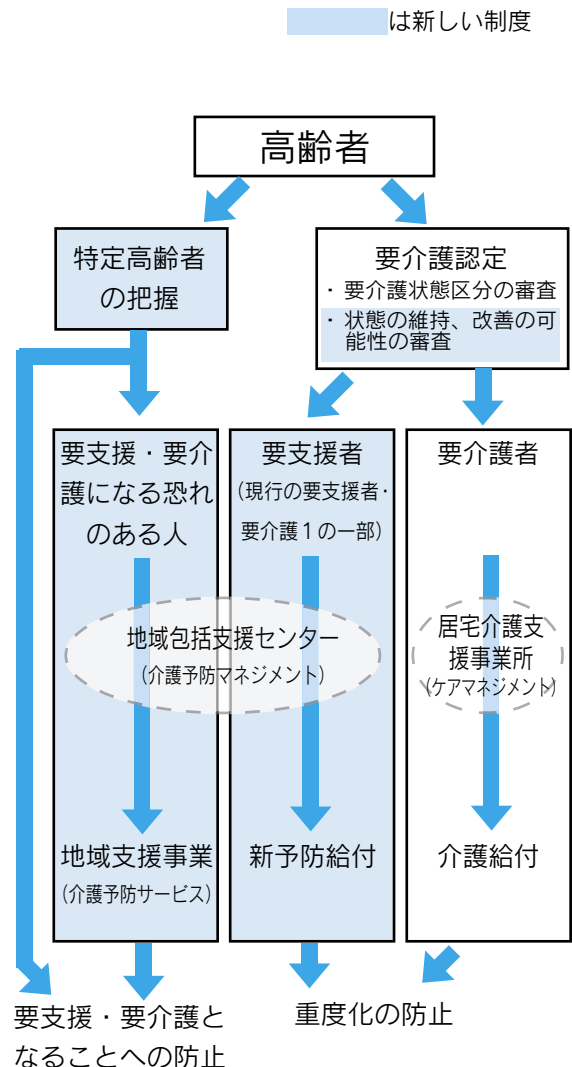 は新しい制度
高齢者
特定高齢者
の把握
要介護認定
・ 要介護状態区分の審査
・ 状態の維持、改善の可
能性の審査
要支援・要介
護になる恐れ
のある人
要支援者
(現行の要支援者・
要介護1の一部)
要介護者
地域包括支援センター
(介護予防マネジメント)
居宅介護支
援事業所
(ケアマネジメント)
地域支援事業
(介護予防サービス)
新予防給付
介護給付
要支援・要介護と
なることへの防止
重度化の防止